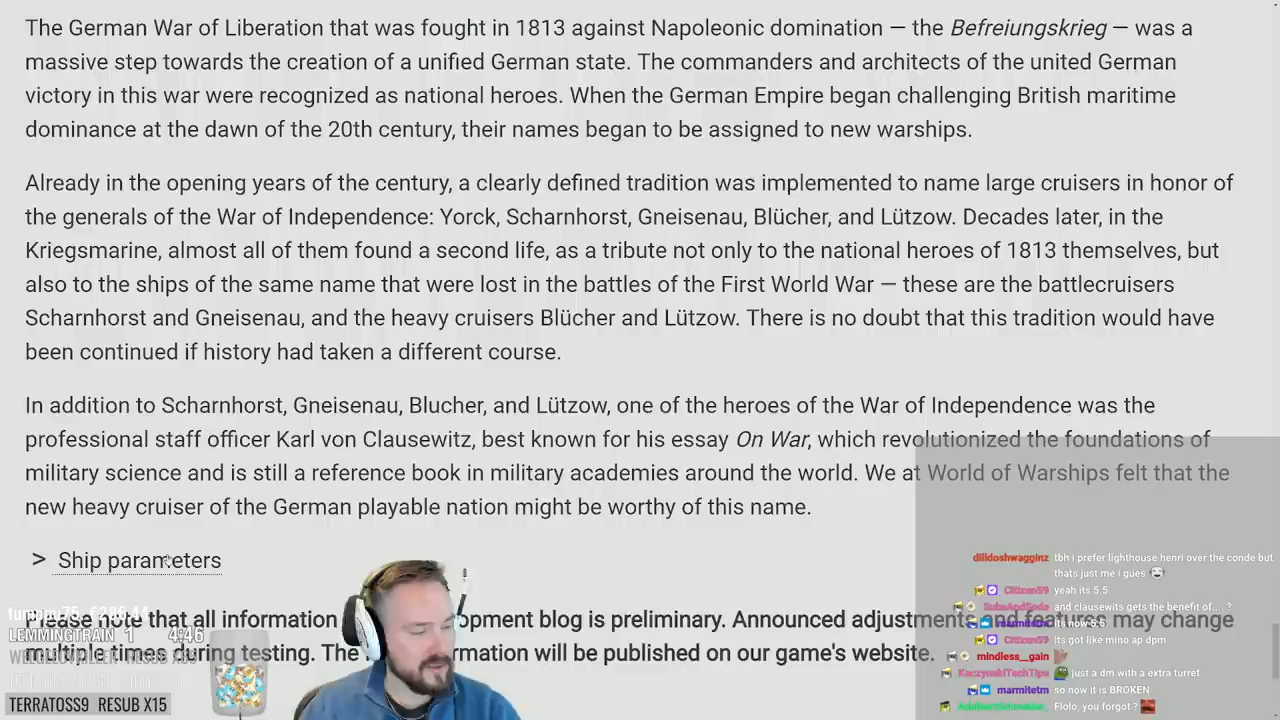 The German War of Liberation that was fought in 1813 against Napoleonic domination — the Befreiungskrieg — was a
massive step towards the creation of a unified German state. The commanders and architects of the united German
victory in this war were recognized as national heroes. When the German Empire began challenging British maritime
dominance at the dawn of the 20th century, their names began to be assigned to new warships.
Already in the opening years of the century, a clearly defined tradition was implemented to name large cruisers in honor of
the generals of the War of Independence: Yorck, Scharnhorst, Gneisenau, Blücher, and Lützow. Decades later, in the
Kriegsmarine, almost all of them found a second life, as a tribute not only to the national heroes of 1813 themselves, but
also to the ships of the same name that were lost in the battles of the First World War — these are the battlecruisers
Scharnhorst and Gneisenau, and the heavy cruisers Blücher and Lützow. There is no doubt that this tradition would have
been continued if history had taken a different course.
In addition to Scharnhorst, Gneisenau, Blucher, and Lützow, one of the heroes of the War of Independence was the
professional staff officer Karl von Clausewitz, best known for his essay On War, which revolutionized the foundations of
military science and is still a reference book in military academies around the world. We at World of Warships felt that the
new heavy cruiser of the German playable nation might be worthy of this name.
> Ship parameters
Please note that all information opment blog is preliminary. Announced adjustments may change
multiple times during testing. The rmation will be published on our game's website.
LEMMINGTRAIN 1 4:46
TERRATOSS9 RESUB X15
dilldoshwagginz tbh i prefer lighthouse henri over the conde but
thats just me i gues
Citizen59 yeah its 5.5
and clausewits gets the benefit of.... ?
marmitetm its now 5.5
Citizen59 its got like mino ap dpm
mindless__gain
KaczynskiTechTips just a dm with a extra turret
marmitetm so now it is BROKEN
Flolo, you forgot ?